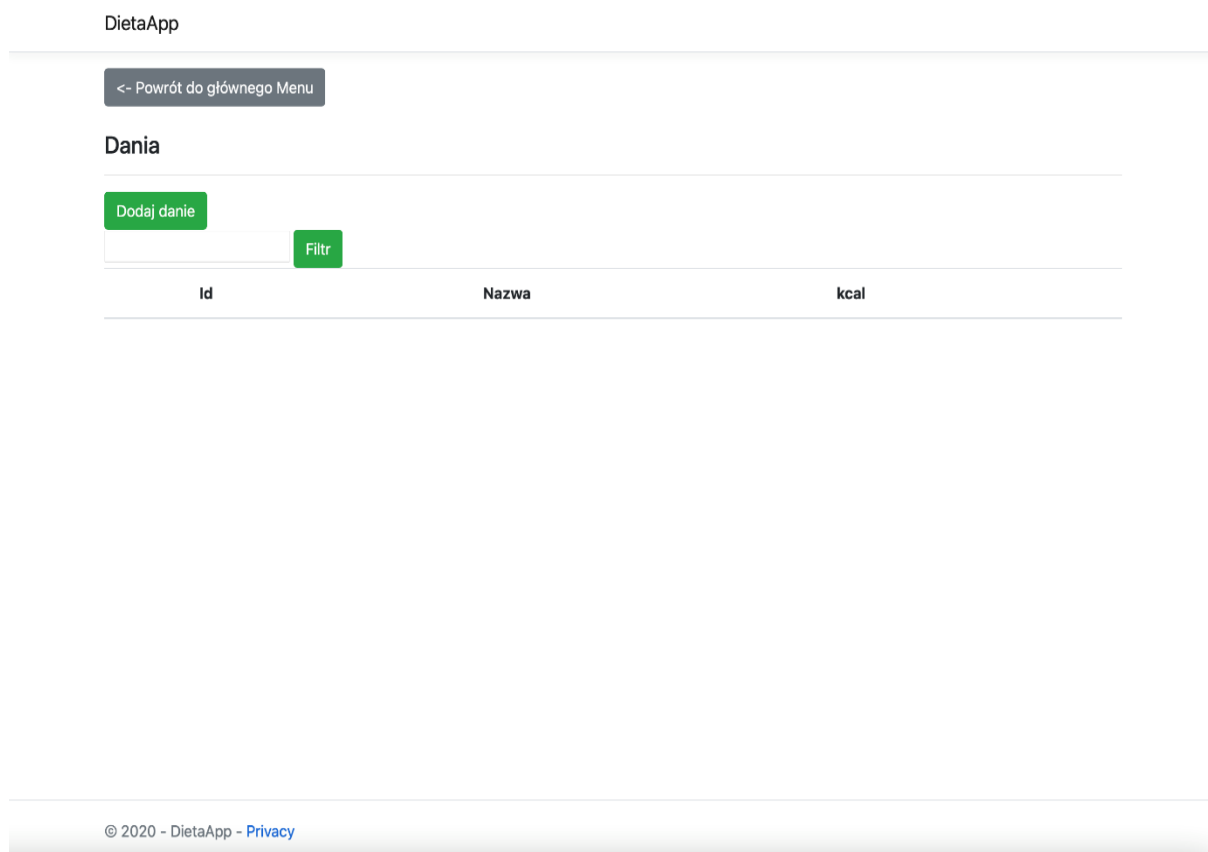 DietaApp
<- Powrót do głównego Menu
Dania
Dodaj danie
Filtr
Id Nazwa kcal
© 2020 - DietaApp - Privacy